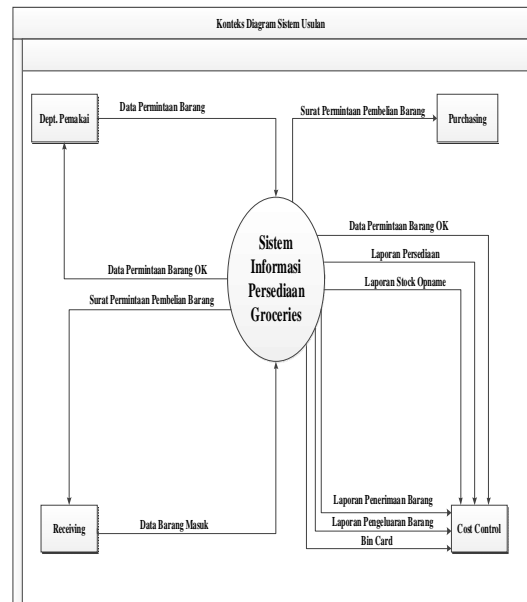 Konteks Diagram Sistem Usulan
Data Permintaan Barang
Surat Permintaan Pembelian Barang
Dept. Pemakai
Purchasing
Sistem
Informasi
Persediaan
Groceries
Data Permintaan Barang OK
Laporan Persediaan
Data Permintaan Barang OK
Laporan Stock Opname
Surat Permintaan Pembelian Barang
Laporan Penerimaan Barang
Receiving
Data Barang Masuk
Laporan Pengeluaran Barang
Cost Control
Bin Card